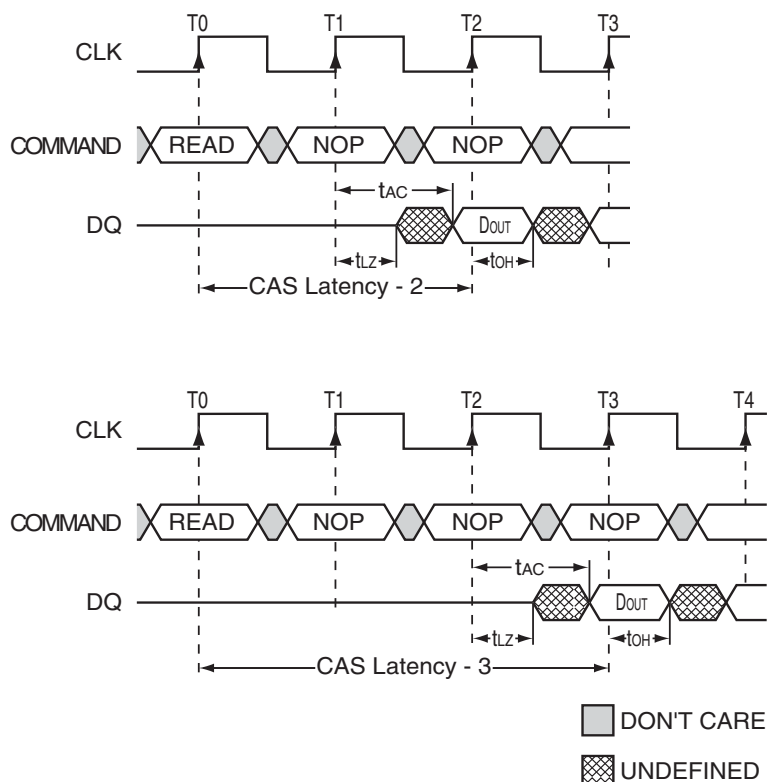 T0 T1 T2 T3
CLK
COMMAND READ NOP NOP
tAC
DQ DOUT
tLZ tOH
CAS Latency - 2
T0 T1 T2 T3 T4
CLK
COMMAND READ NOP NOP NOP
tAC
DQ DOUT
tLZ tOH
CAS Latency - 3
DON'T CARE
UNDEFINED